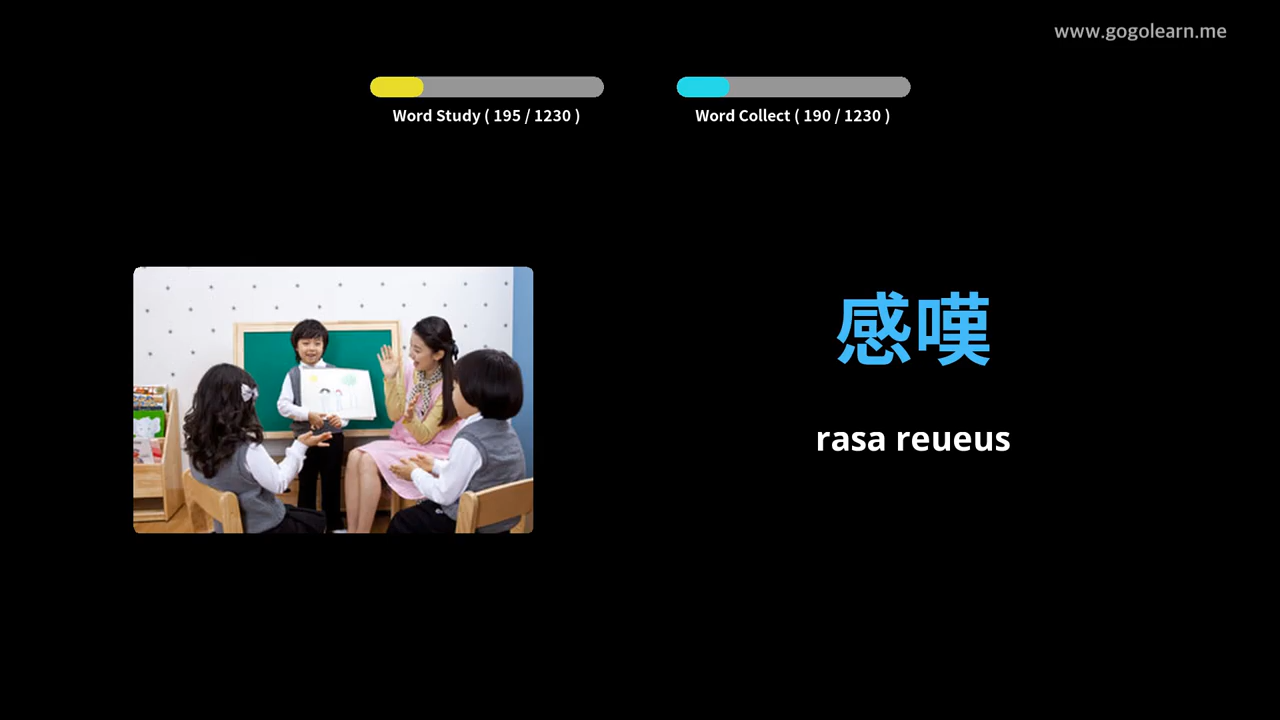 www.gogolearn.me
Word Study ( 195 / 1230 )
Word Collect ( 190 / 1230 )
感嘆
rasa reueus